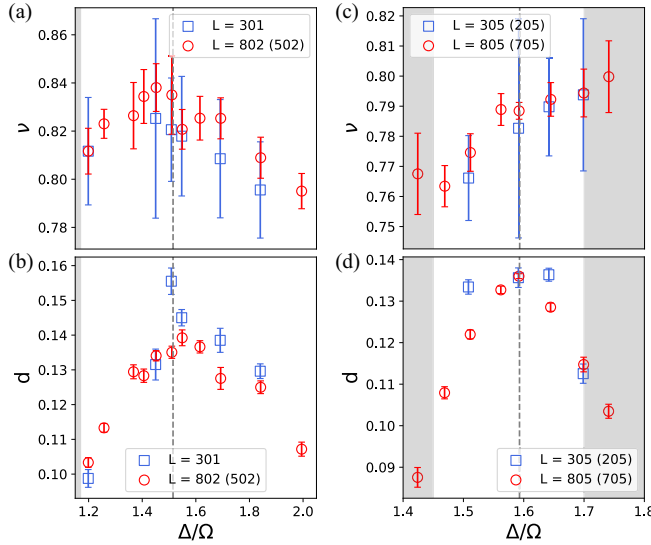 (a)
L = 301
L = 802 (502)
0.86
0.84
0.82
0.80
0.78
ν
(c)
L = 305 (205)
L = 805 (705)
0.82
0.81
0.80
0.79
0.78
0.77
0.76
0.75
ν
(b)
0.16
0.15
0.14
0.13
0.12
0.11
0.10
d
L = 301
L = 802 (502)
1.2
1.4
1.6
1.8
2.0
Δ/Ω
(d)
0.14
0.13
0.12
0.11
0.10
0.09
d
L = 305 (205)
L = 805 (705)
1.4
1.5
1.6
1.7
1.8
Δ/Ω